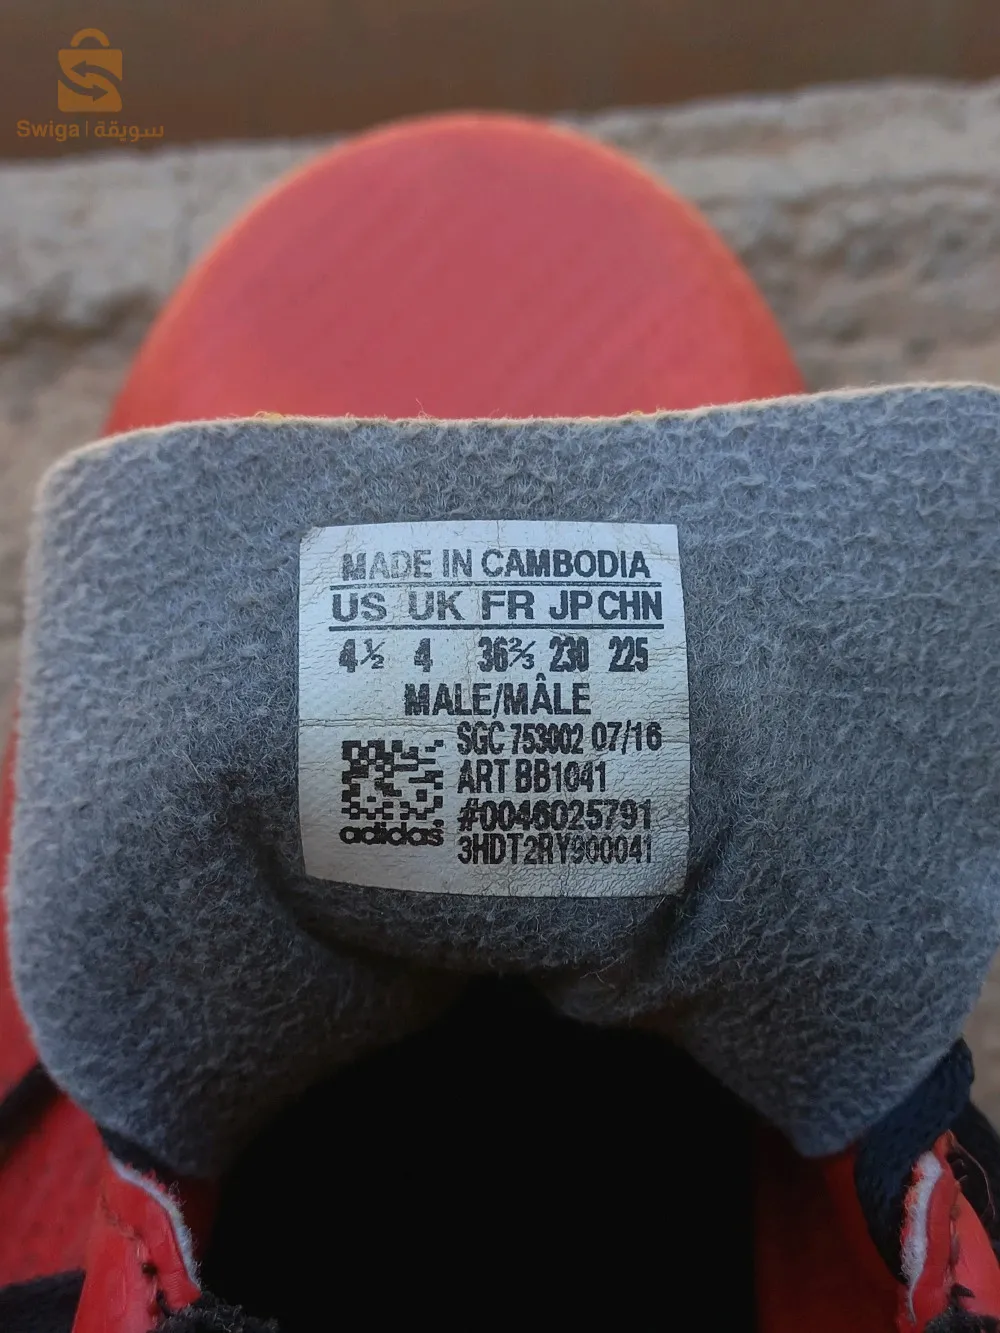 Swiga | سويقة
MADE IN CAMBODIA
US UK FR JP CHN
4½ 4 36⅔ 230 225
MALE/MÂLE
SGC 753002 07/16
ART BB1041
#0046025791
3HDT2RY900041
adidas